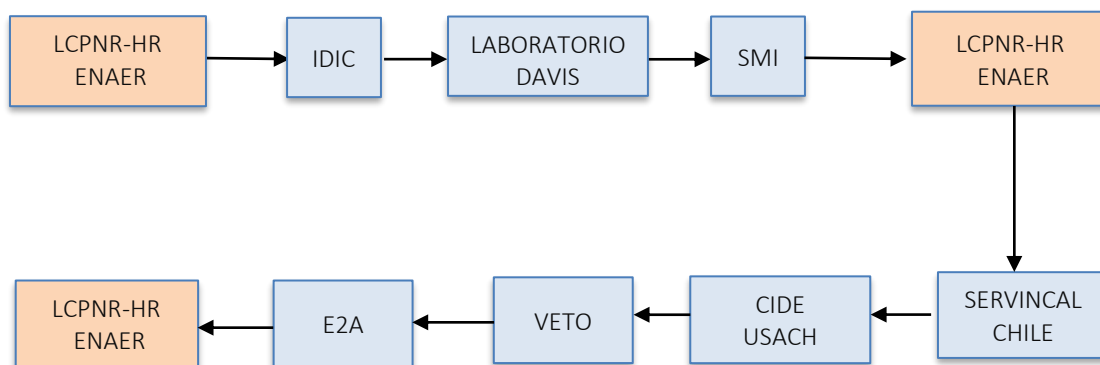 LCPNR-HR
ENAER
IDIC
LABORATORIO
DAVIS
SMI
LCPNR-HR
ENAER
SERVINCAL
CHILE
CIDE
USACH
VETO
E2A
LCPNR-HR
ENAER